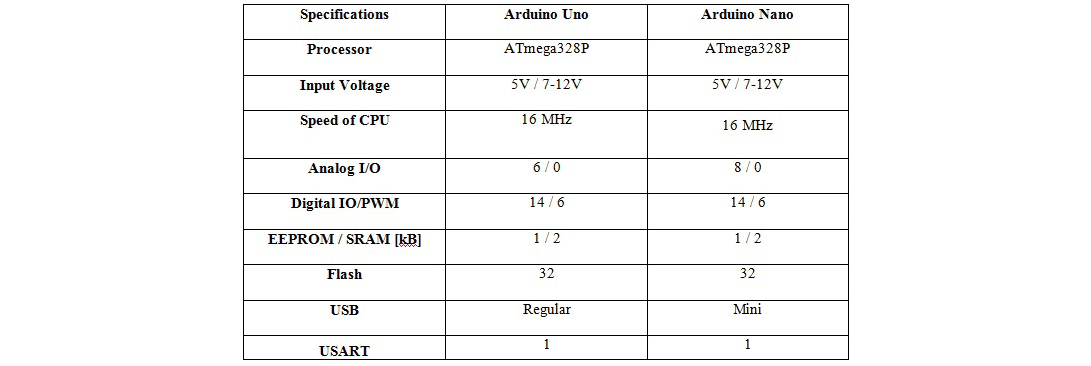 Specifications Arduino Uno Arduino Nano
Processor ATmega328P ATmega328P
Input Voltage 5V / 7-12V 5V / 7-12V
Speed of CPU 16 MHz 16 MHz
Analog I/O 6 / 0 8 / 0
Digital IO/PWM 14 / 6 14 / 6
EEPROM / SRAM [kB] 1 / 2 1 / 2
Flash 32 32
USB Regular Mini
USART 1 1